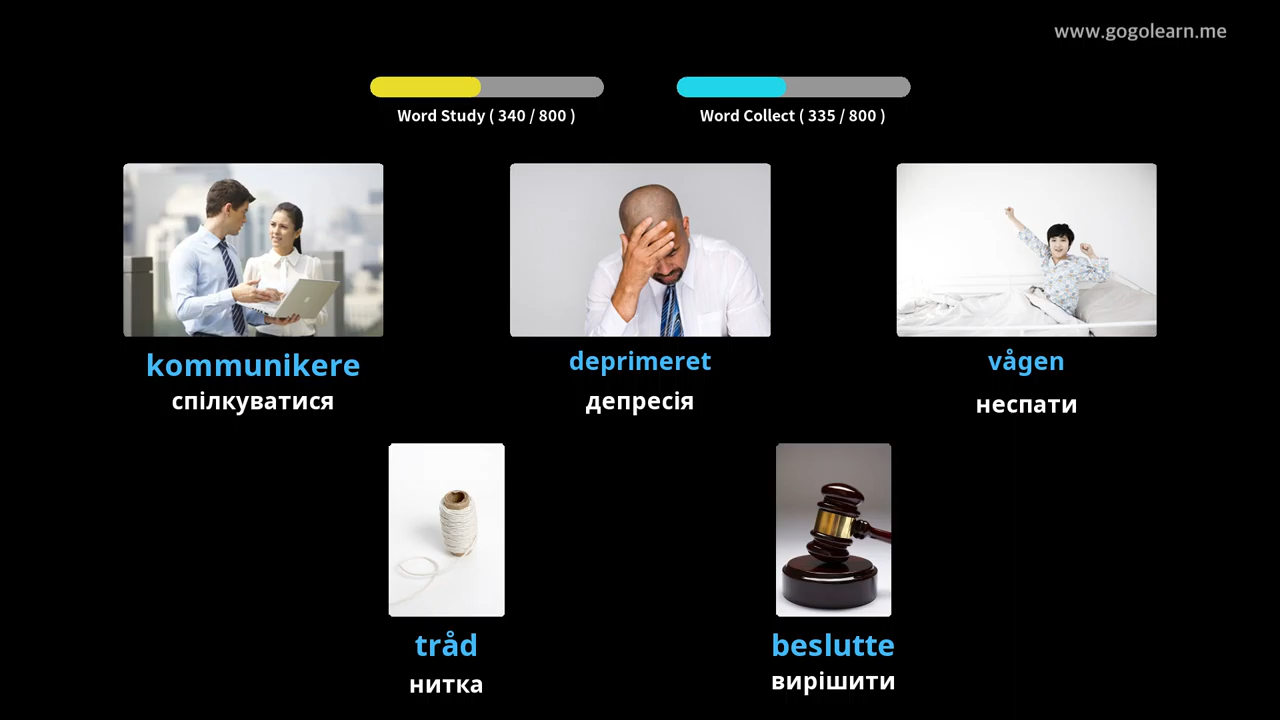 www.gogolearn.me
Word Study ( 340 / 800 )
Word Collect ( 335 / 800 )
kommunikere
спілкуватися
deprimeret
депресія
vågen
неспати
tråd
нитка
beslutte
вирішити